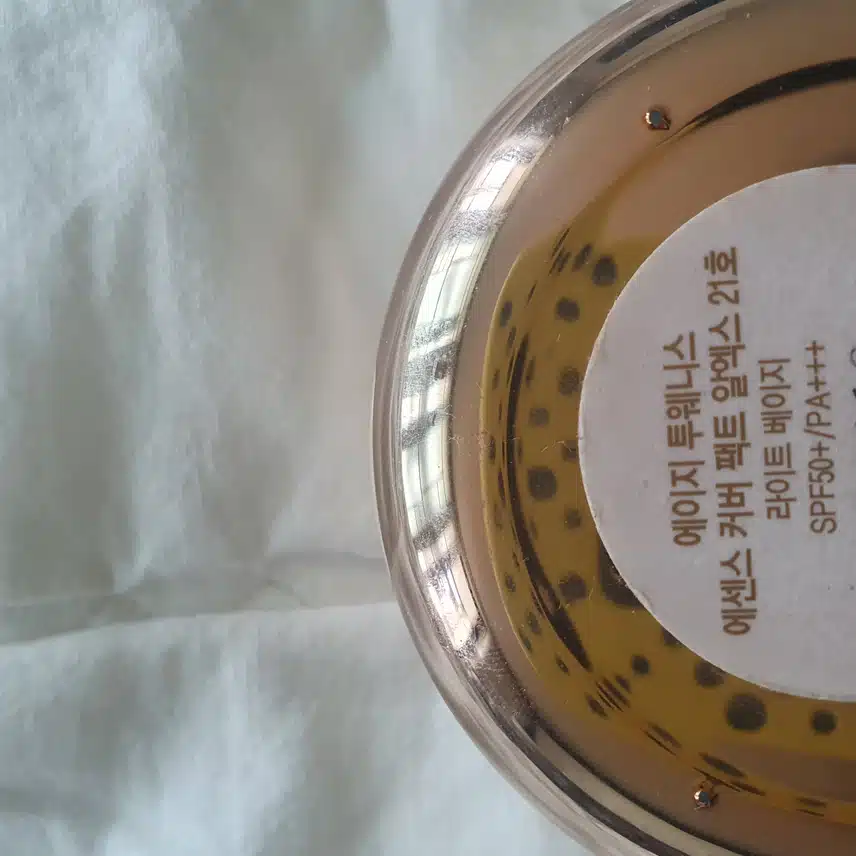 에이지 투웨니스
에센스 커버 팩트 알엑스 21호
라이트 베이지
SPF50+/PA+++